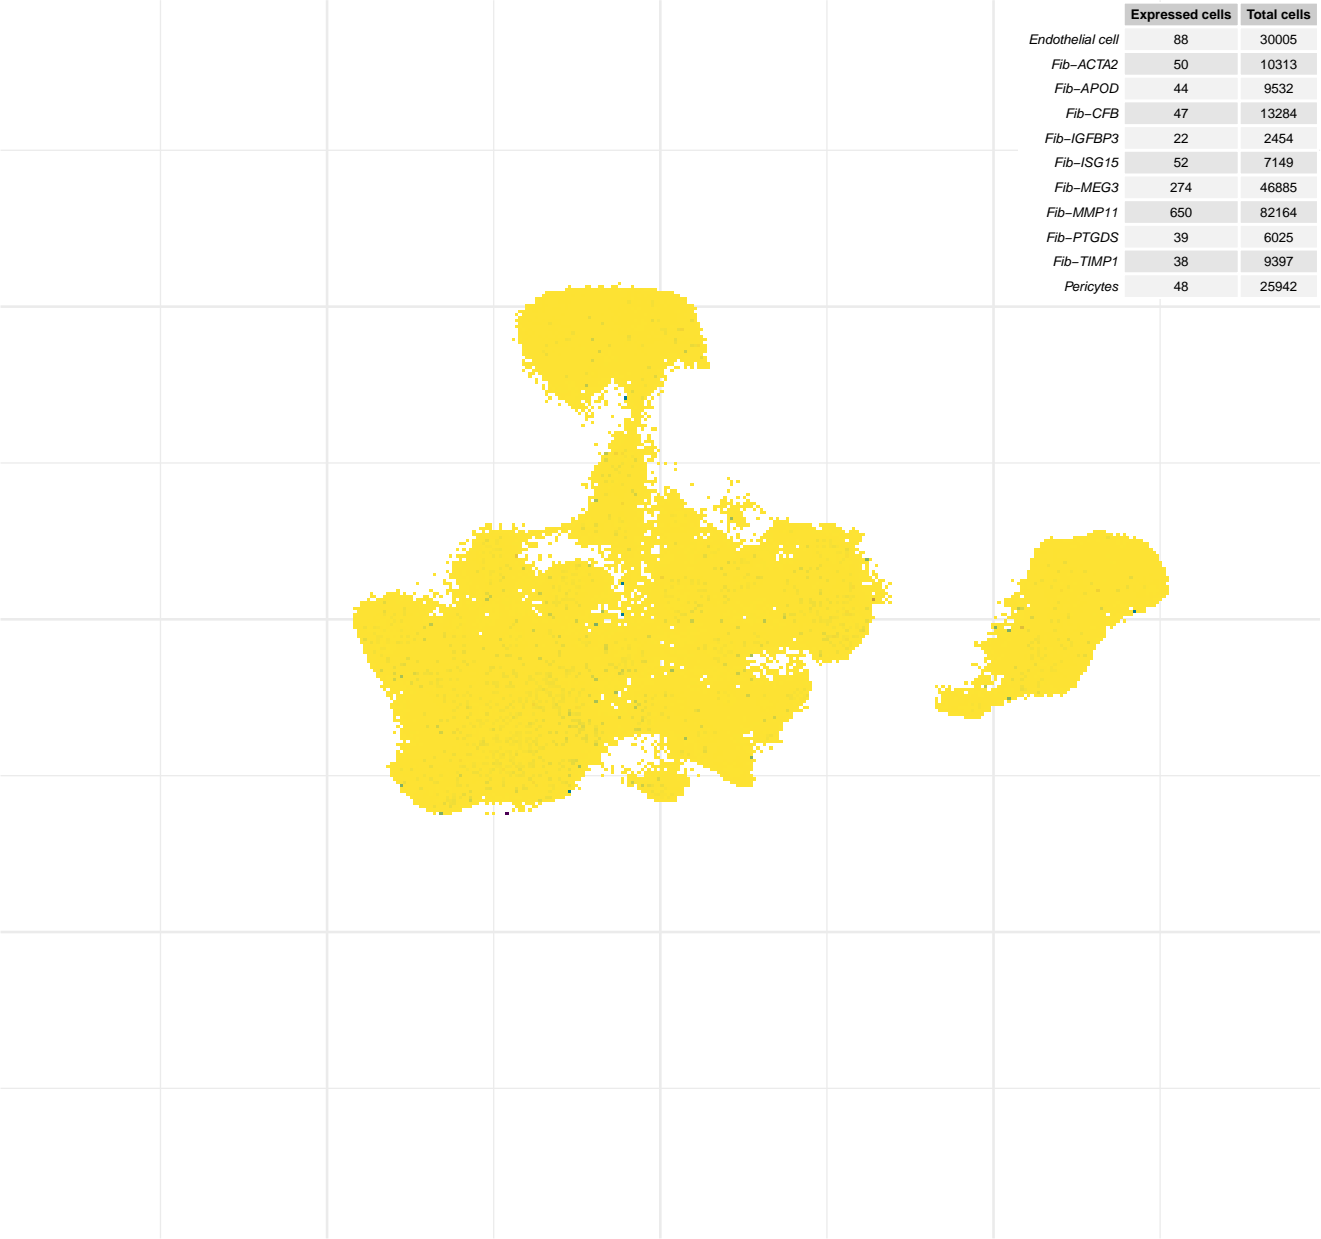 Expressed cells Total cells
Endothelial cell 88 30005
Fib−ACTA2 50 10313
Fib−APOD 44 9532
Fib−CFB 47 13284
Fib−IGFBP3 22 2454
Fib−ISG15 52 7149
Fib−MEG3 274 46885
Fib−MMP11 650 82164
Fib−PTGDS 39 6025
Fib−TIMP1 38 9397
Pericytes 48 25942